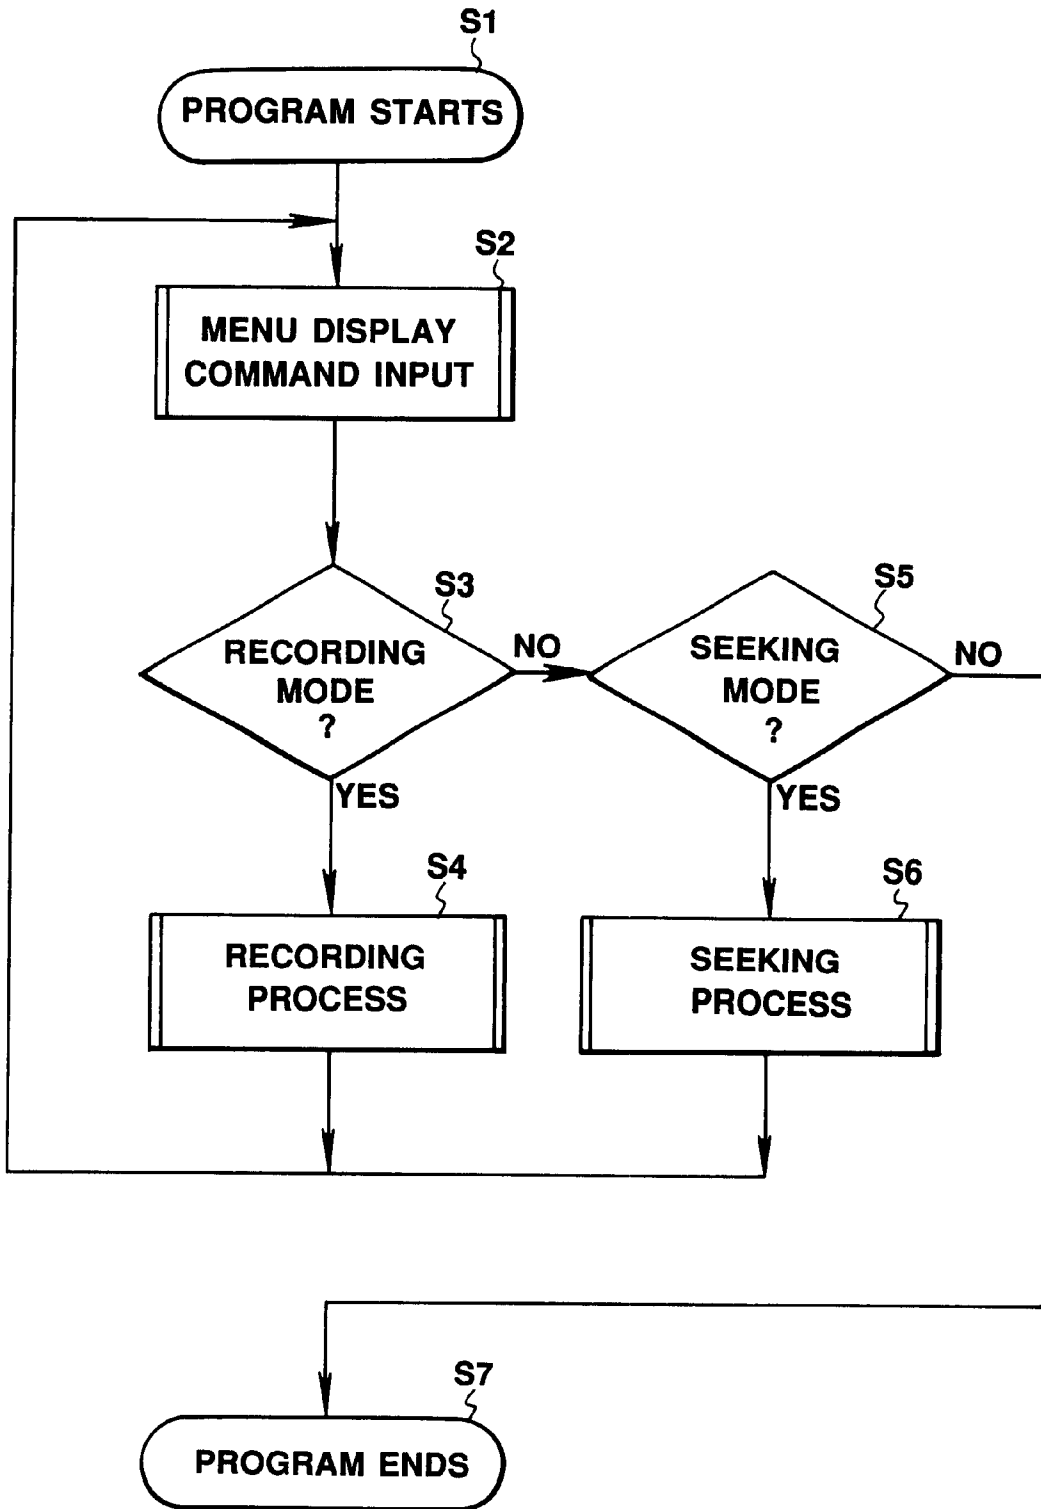 S1
PROGRAM STARTS
S2
MENU DISPLAY
COMMAND INPUT
S3
RECORDING
MODE
?
NO
YES
S5
SEEKING
MODE
?
NO
YES
S4
RECORDING
PROCESS
S6
SEEKING
PROCESS
S7
PROGRAM ENDS